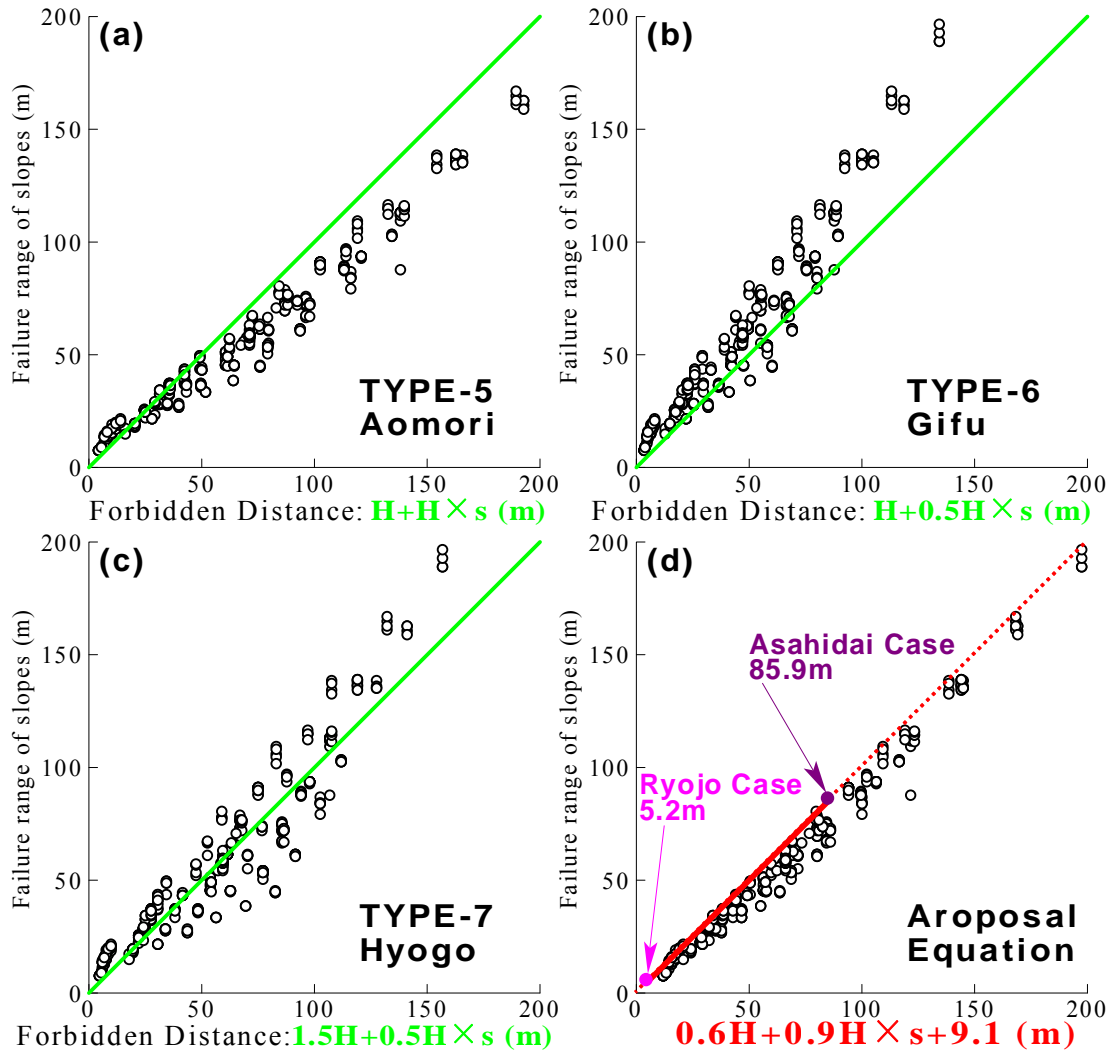 (a)
Failure range of slopes (m)
200
150
100
50
0
0 50 100 150 200
TYPE-5
Aomori
Forbidden Distance: H+H×s (m)
(b)
Failure range of slopes (m)
200
150
100
50
0
0 50 100 150 200
TYPE-6
Gifu
Forbidden Distance: H+0.5H×s (m)
(c)
Failure range of slopes (m)
200
150
100
50
0
0 50 100 150 200
TYPE-7
Hyogo
Forbidden Distance:1.5H+0.5H×s (m)
(d)
Failure range of slopes (m)
200
150
100
50
0
0 50 100 150 200
Asahidai Case
85.9m
Ryojo Case
5.2m
Aroposal
Equation
0.6H+0.9H×s+9.1 (m)